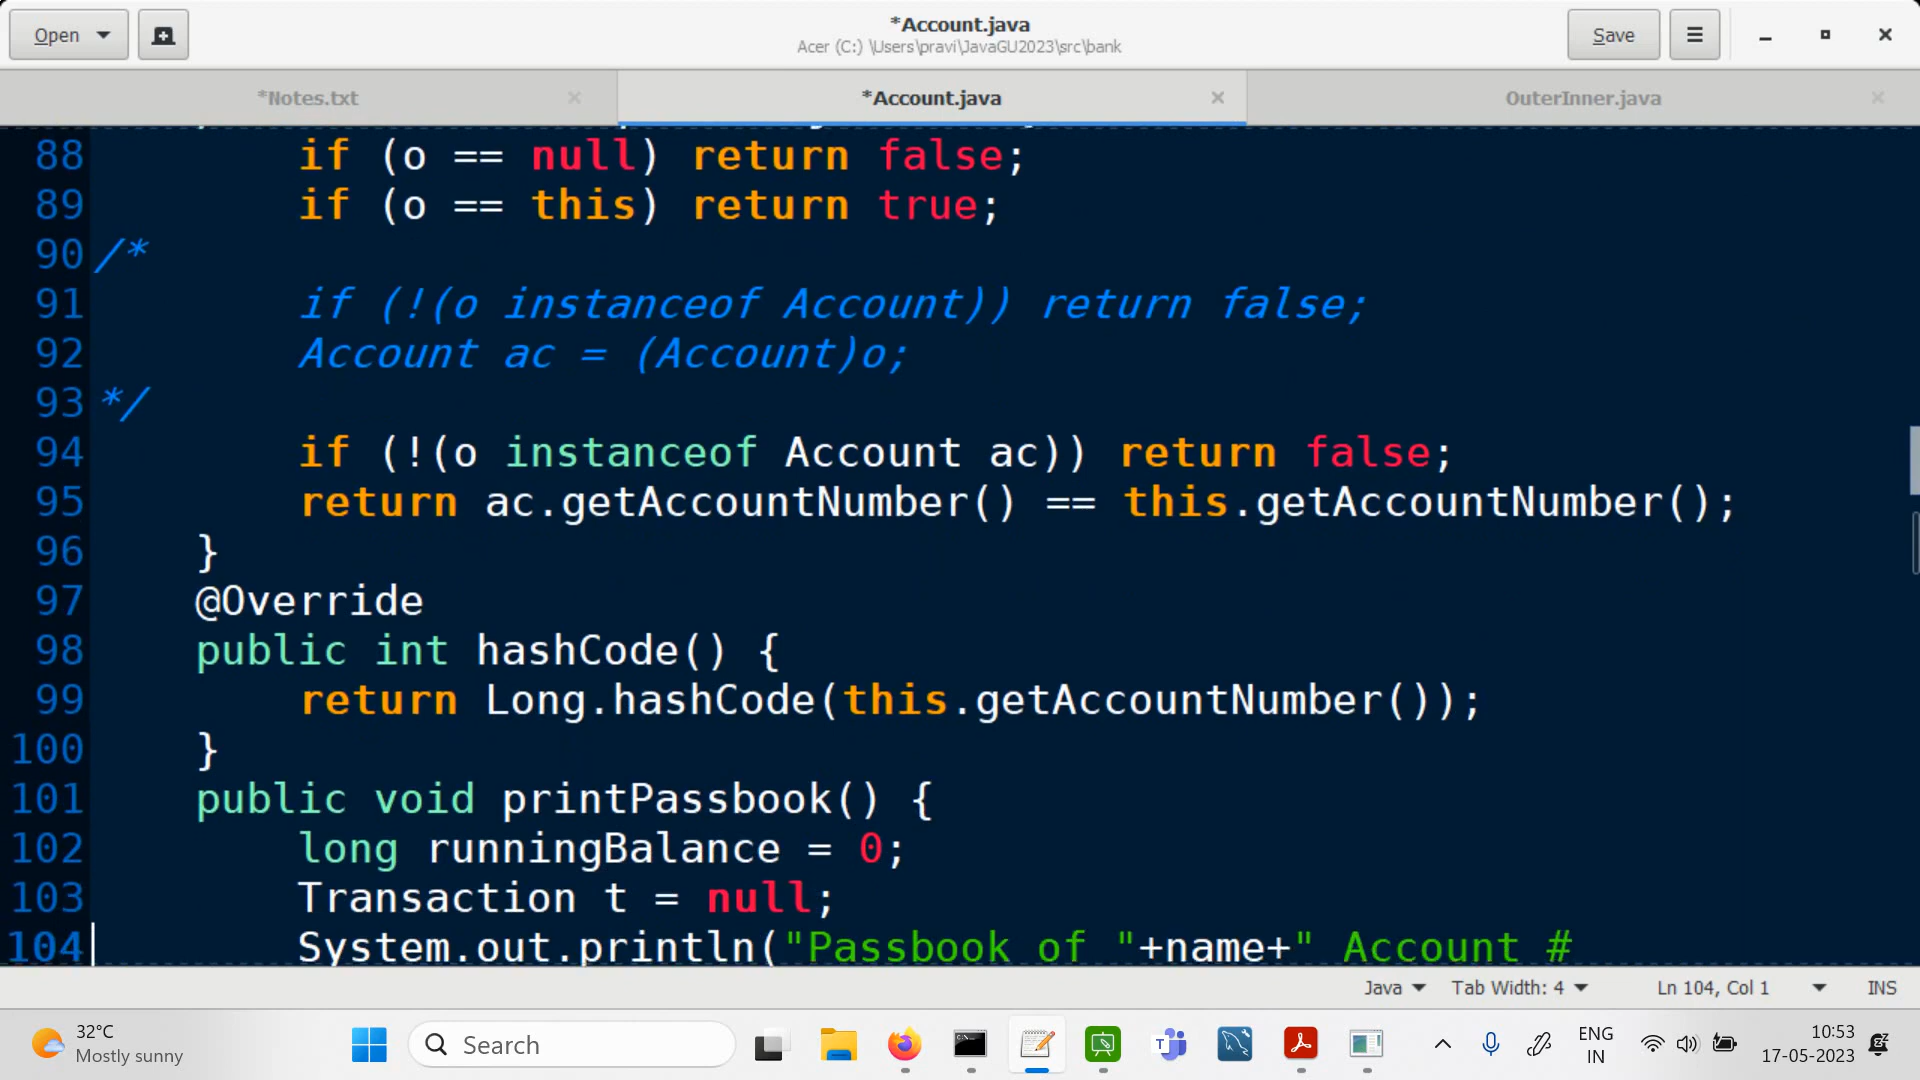 Open
*Account.java
Acer (C:) \Users\pravi\JavaGU2023\src\bank
Save
*Notes.txt
*Account.java
OuterInner.java
88 if (o == null) return false;
89 if (o == this) return true;
90 /*
91 if (!(o instanceof Account)) return false;
92 Account ac = (Account)o;
93 */
94 if (!(o instanceof Account ac)) return false;
95 return ac.getAccountNumber() == this.getAccountNumber();
96 }
97 @Override
98 public int hashCode() {
99 return Long.hashCode(this.getAccountNumber());
100 }
101 public void printPassbook() {
102 long runningBalance = 0;
103 Transaction t = null;
104 System.out.println("Passbook of "+name+" Account #
Java Tab Width: 4 Ln 104, Col 1 INS
32°C
Mostly sunny
Search
ENG
IN
10:53
17-05-2023